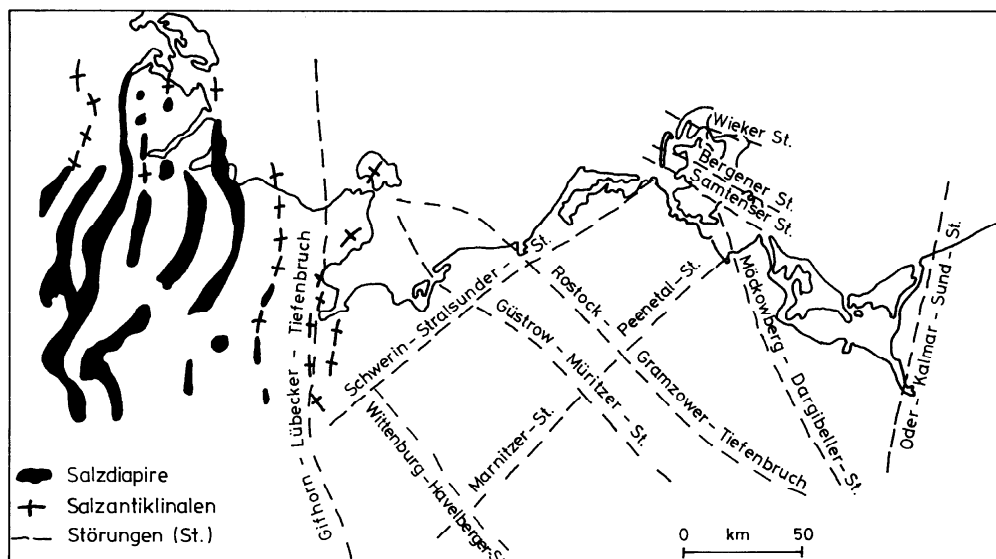 Wieker St.
Bergener St.
Samtenser St.
Schwerin-Stralsunder St.
Rostock-Gramzower-Tiefenbruch
Peenetal-St.
Güstrow-Müritzer-St.
Möckowberg-Dargibeller-St.
Oder-Kalmar-Sund-St.
Gifhorn-Lübecker-Tiefenbruch
Wittenburg-Havelberger-St.
Marnitzer-St.
Salzdiapire
Salzantiklinalen
Störungen (St.)
0 km 50